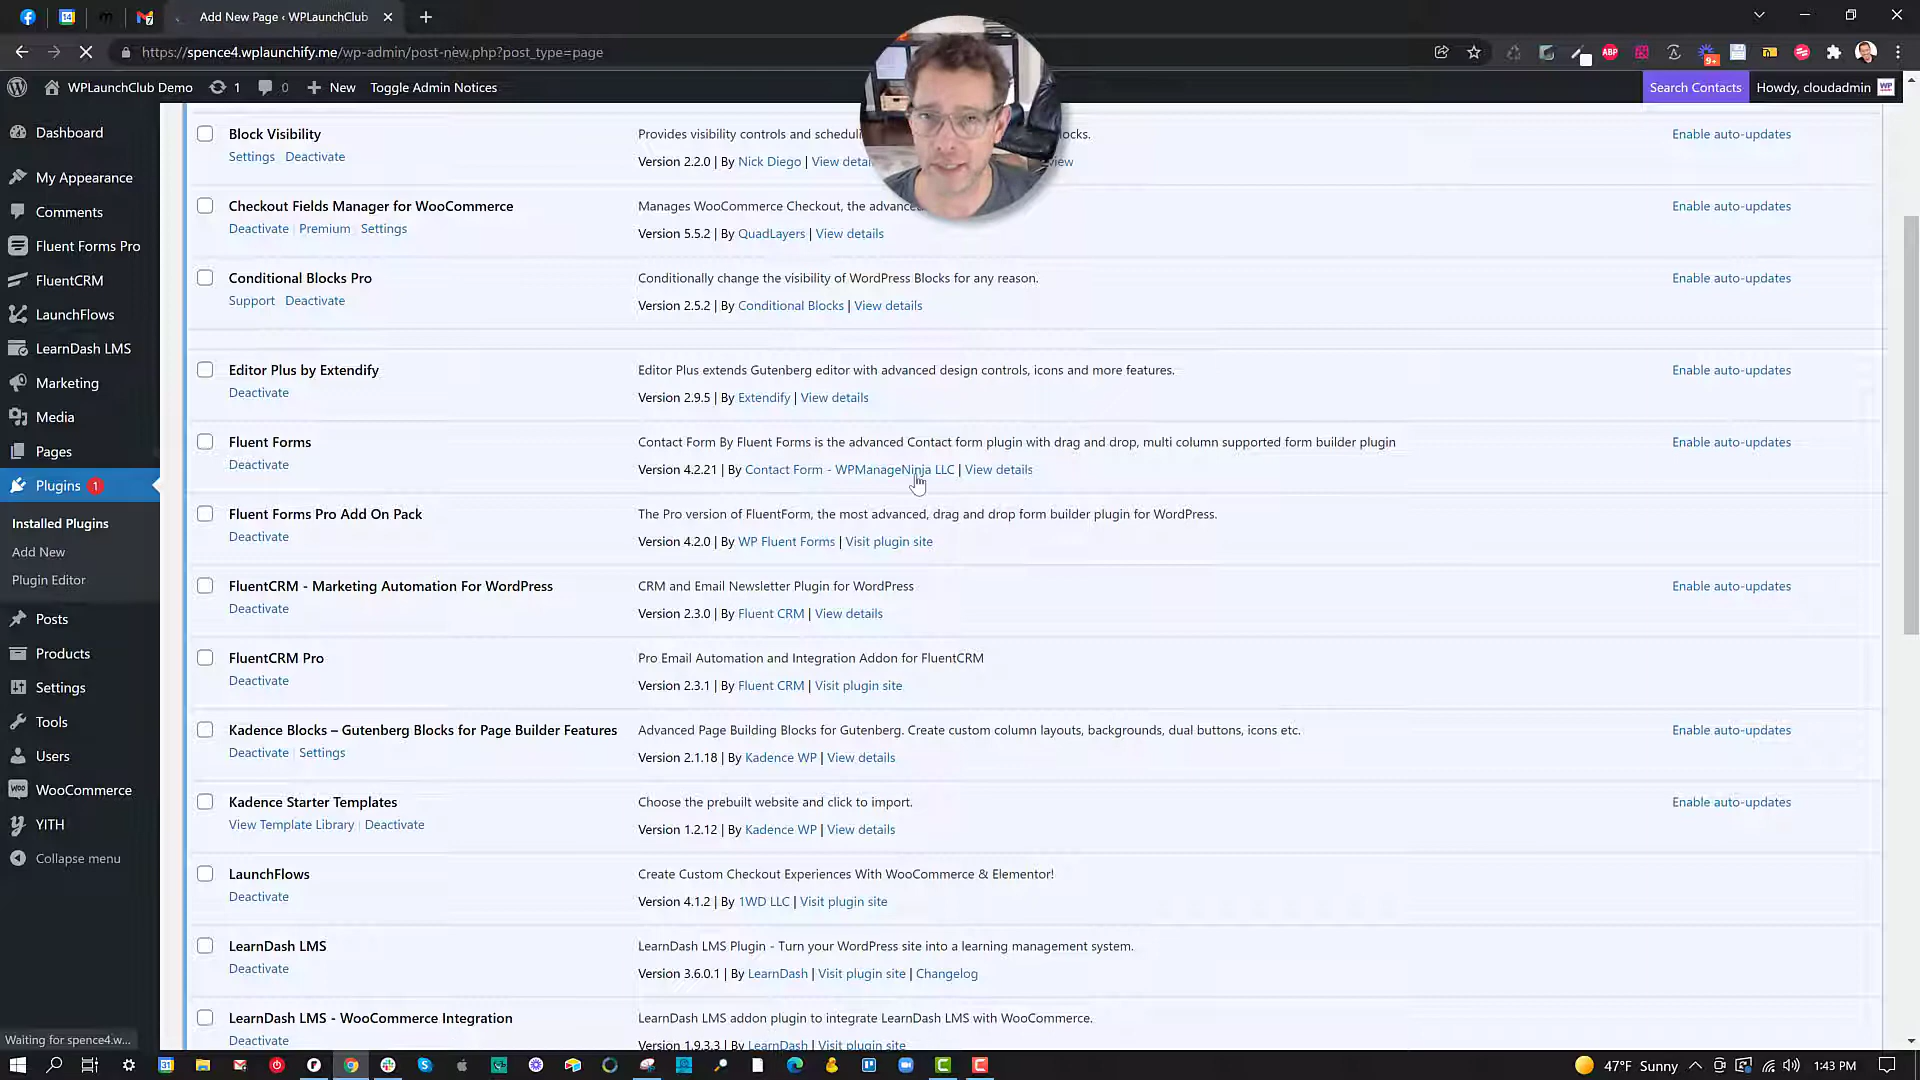 Add New Page ‹ WPLaunchClub
https://spence4.wplaunchify.me/wp-admin/post-new.php?post_type=page
ABP
9+
WPLaunchClub Demo
1
0
New
Toggle Admin Notices
Search Contacts
Howdy, cloudadmin
Dashboard
My Appearance
Comments
Fluent Forms Pro
FluentCRM
LaunchFlows
LearnDash LMS
Marketing
Media
Pages
Plugins 1
Installed Plugins
Add New
Plugin Editor
Posts
Products
Settings
Tools
Users
WooCommerce
YITH
Collapse menu
Block Visibility
Settings Deactivate
Provides visibility controls and
Version 2.2.0 | By Nick Diego | View
Enable auto-updates
Checkout Fields Manager for WooCommerce
Deactivate | Premium | Settings
Manages WooCommerce Checkout, the
Version 5.5.2 | By QuadLayers | View details
Enable auto-updates
Conditional Blocks Pro
Support Deactivate
Conditionally change the visibility of WordPress Blocks for any reason.
Version 2.5.2 | By Conditional Blocks | View details
Enable auto-updates
Editor Plus by Extendify
Deactivate
Editor Plus extends Gutenberg editor with advanced design controls, icons and more features.
Version 2.9.5 | By Extendify | View details
Enable auto-updates
Fluent Forms
Deactivate
Contact Form By Fluent Forms is the advanced Contact form plugin with drag and drop, multi column supported form builder plugin
Version 4.2.21 | By Contact Form - WPManageNinja LLC | View details
Enable auto-updates
Fluent Forms Pro Add On Pack
Deactivate
The Pro version of FluentForm, the most advanced, drag and drop form builder plugin for WordPress.
Version 4.2.0 | By WP Fluent Forms | Visit plugin site
FluentCRM - Marketing Automation For WordPress
Deactivate
CRM and Email Newsletter Plugin for WordPress
Version 2.3.0 | By Fluent CRM | View details
Enable auto-updates
FluentCRM Pro
Deactivate
Pro Email Automation and Integration Addon for FluentCRM
Version 2.3.1 | By Fluent CRM | Visit plugin site
Kadence Blocks – Gutenberg Blocks for Page Builder Features
Deactivate | Settings
Advanced Page Building Blocks for Gutenberg. Create custom column layouts, backgrounds, dual buttons, icons etc.
Version 2.1.18 | By Kadence WP | View details
Enable auto-updates
Kadence Starter Templates
View Template Library | Deactivate
Choose the prebuilt website and click to import.
Version 1.2.12 | By Kadence WP | View details
Enable auto-updates
LaunchFlows
Deactivate
Create Custom Checkout Experiences With WooCommerce & Elementor!
Version 4.1.2 | By 1WD LLC | Visit plugin site
LearnDash LMS
Deactivate
LearnDash LMS Plugin - Turn your WordPress site into a learning management system.
Version 3.6.0.1 | By LearnDash | Visit plugin site | Changelog
LearnDash LMS - WooCommerce Integration
Deactivate
LearnDash LMS addon plugin to integrate LearnDash LMS with WooCommerce.
Version 1.9.3.3 | By LearnDash | Visit plugin site
Waiting for spence4.w...
47°F Sunny
1:43 PM